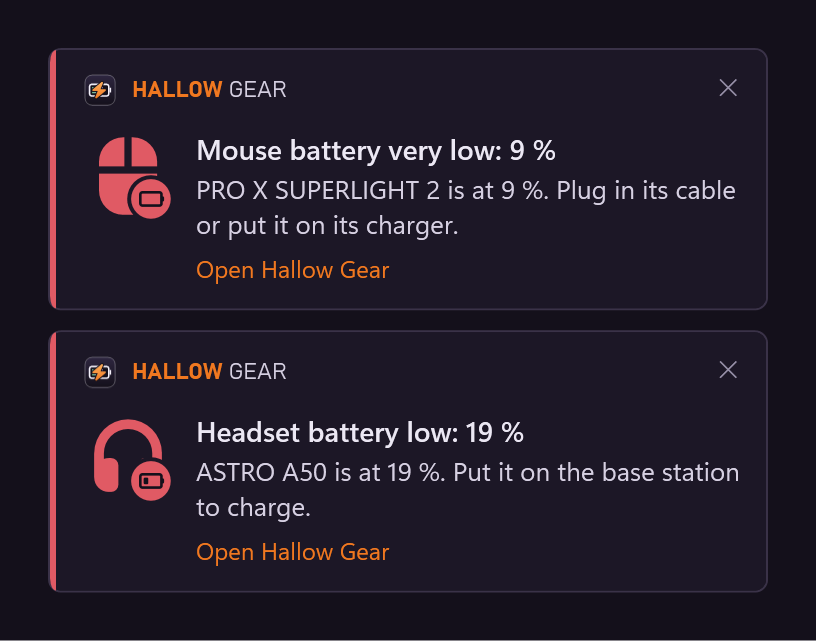 HALLOW GEAR
Mouse battery very low: 9 %
PRO X SUPERLIGHT 2 is at 9 %. Plug in its cable
or put it on its charger.
Open Hallow Gear
HALLOW GEAR
Headset battery low: 19 %
ASTRO A50 is at 19 %. Put it on the base station
to charge.
Open Hallow Gear